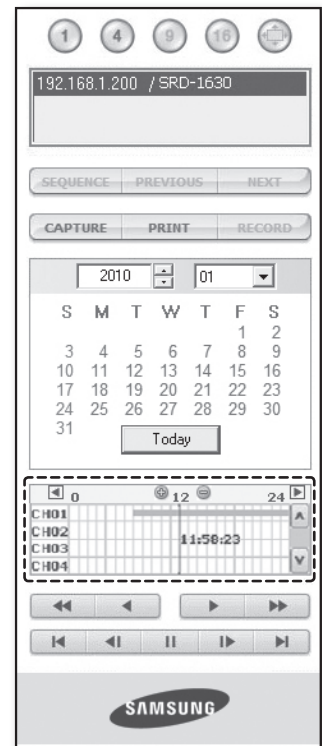 1 4 9 16
192.168.1.200 / SRD-1630
SEQUENCE PREVIOUS NEXT
CAPTURE PRINT RECORD
2010 01
S M T W T F S
1 2
3 4 5 6 7 8 9
10 11 12 13 14 15 16
17 18 19 20 21 22 23
24 25 26 27 28 29 30
31
Today
0 12 24
CH01
CH02
11:58:23
CH03
CH04
SAMSUNG